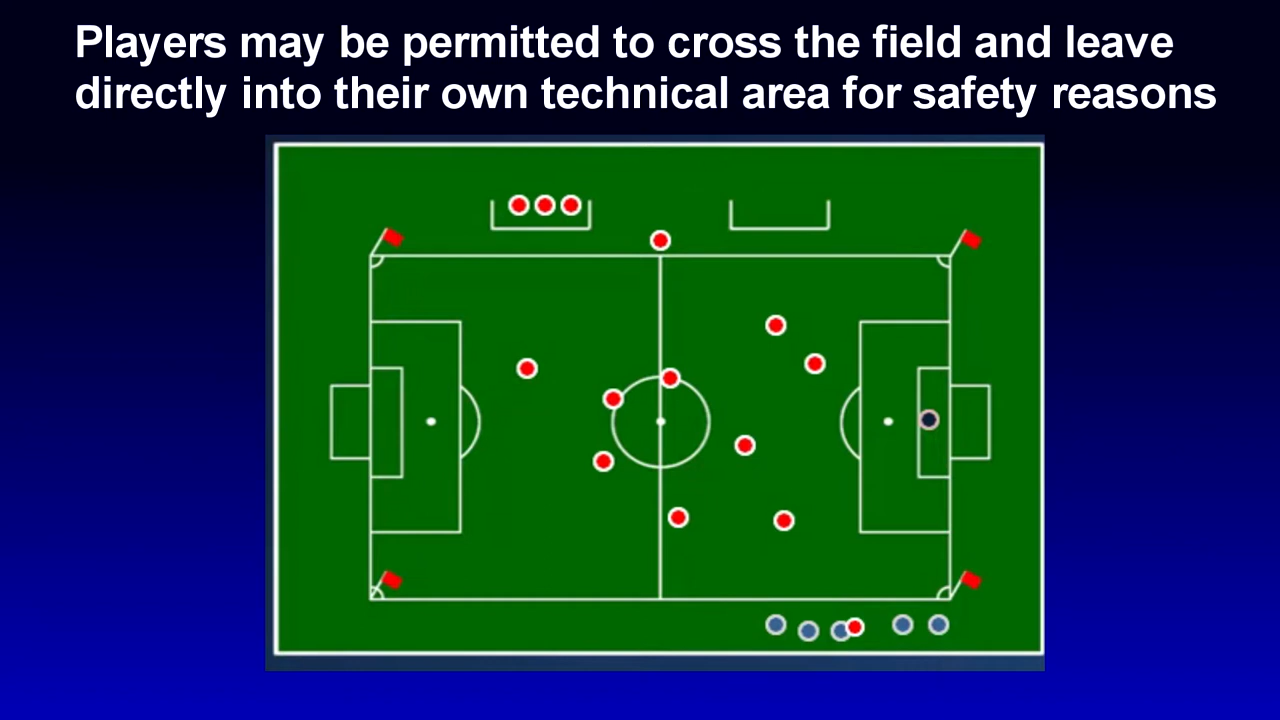 Players may be permitted to cross the field and leave
directly into their own technical area for safety reasons